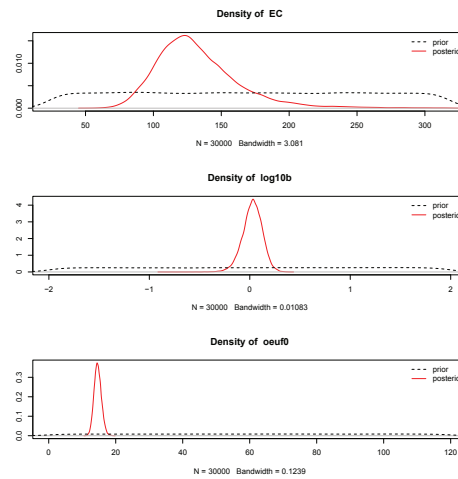 Density of EC
prior
posterio
0.000
0.010
50
100
150
200
250
300
N = 30000 Bandwidth = 3.081
Density of log10b
prior
posterio
0
1
2
3
4
−2
−1
0
1
2
N = 30000 Bandwidth = 0.01083
Density of oeuf0
prior
posterio
0.0
0.1
0.2
0.3
0
20
40
60
80
100
120
N = 30000 Bandwidth = 0.1239